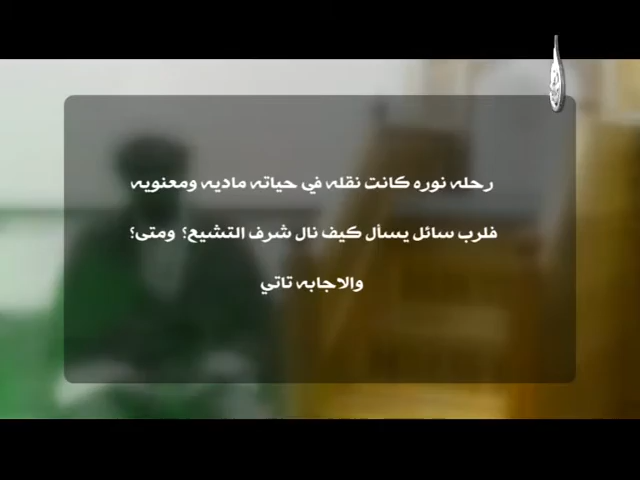 رحله نوره كانت نقله في حياته ماديه ومعنويه
فلرب سائل يسأل كيف نال شرف التشيع؟ ومتى؟
والاجابه تاتي